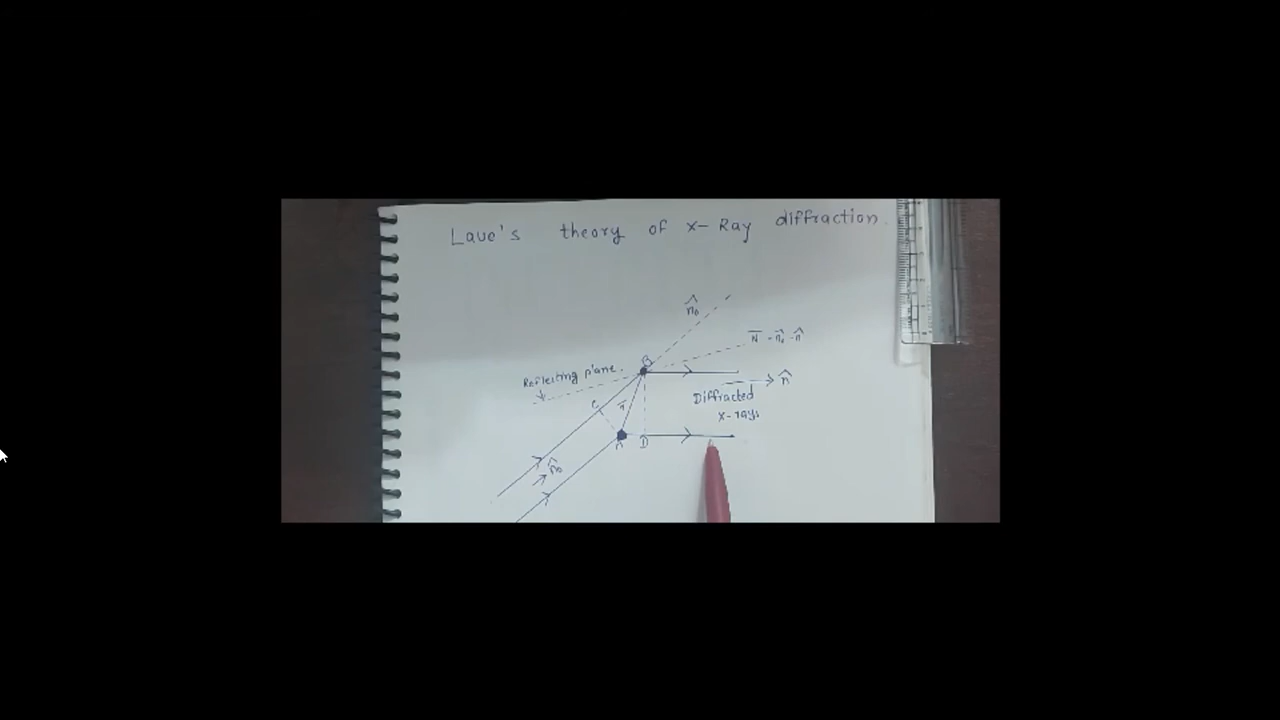 Laue's theory of x-Ray diffraction.
n̂₀
B
N̄ = n̂₀ - n̂
Reflecting plane.
n̂
Diffracted
x-rays
C
r̄
A D
n̂₀